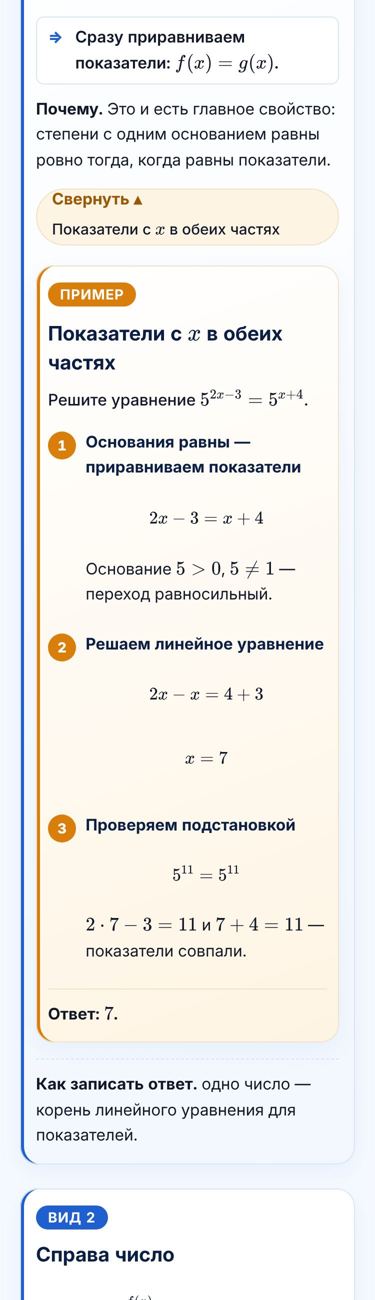 ⇒ Сразу приравниваем
показатели: f(x) = g(x).
Почему. Это и есть главное свойство:
степени с одним основанием равны
ровно тогда, когда равны показатели.
Свернуть ▴
Показатели с x в обеих частях
ПРИМЕР
Показатели с x в обеих
частях
Решите уравнение 5^{2x−3} = 5^{x+4}.
1 Основания равны —
приравниваем показатели
2x − 3 = x + 4
Основание 5 > 0, 5 ≠ 1 —
переход равносильный.
2 Решаем линейное уравнение
2x − x = 4 + 3
x = 7
3 Проверяем подстановкой
5^{11} = 5^{11}
2 · 7 − 3 = 11 и 7 + 4 = 11 —
показатели совпали.
Ответ: 7.
Как записать ответ. одно число —
корень линейного уравнения для
показателей.
ВИД 2
Справа число